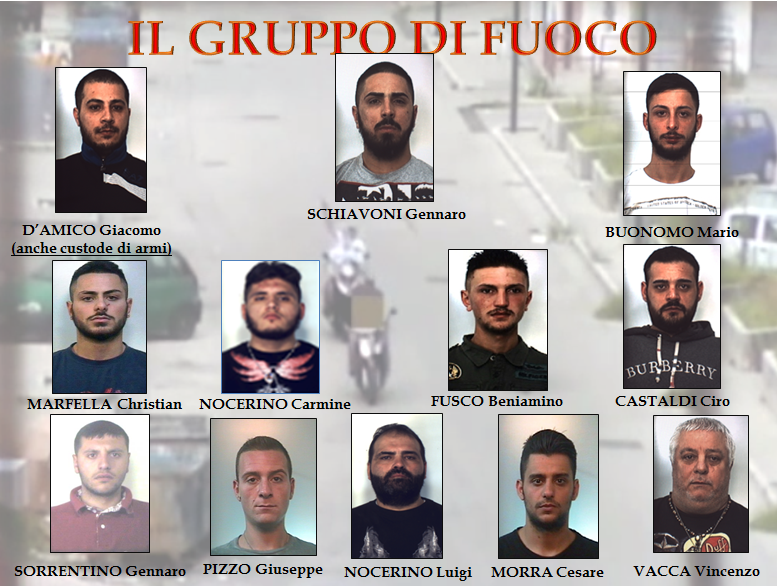 IL GRUPPO DI FUOCO
D'AMICO Giacomo
(anche custode di armi)
SCHIAVONI Gennaro
BUONOMO Mario
MARFELLA Christian
NOCERINO Carmine
FUSCO Beniamino
BURBERRY
CASTALDI Ciro
SORRENTINO Gennaro
PIZZO Giuseppe
NOCERINO Luigi
MORRA Cesare
VACCA Vincenzo